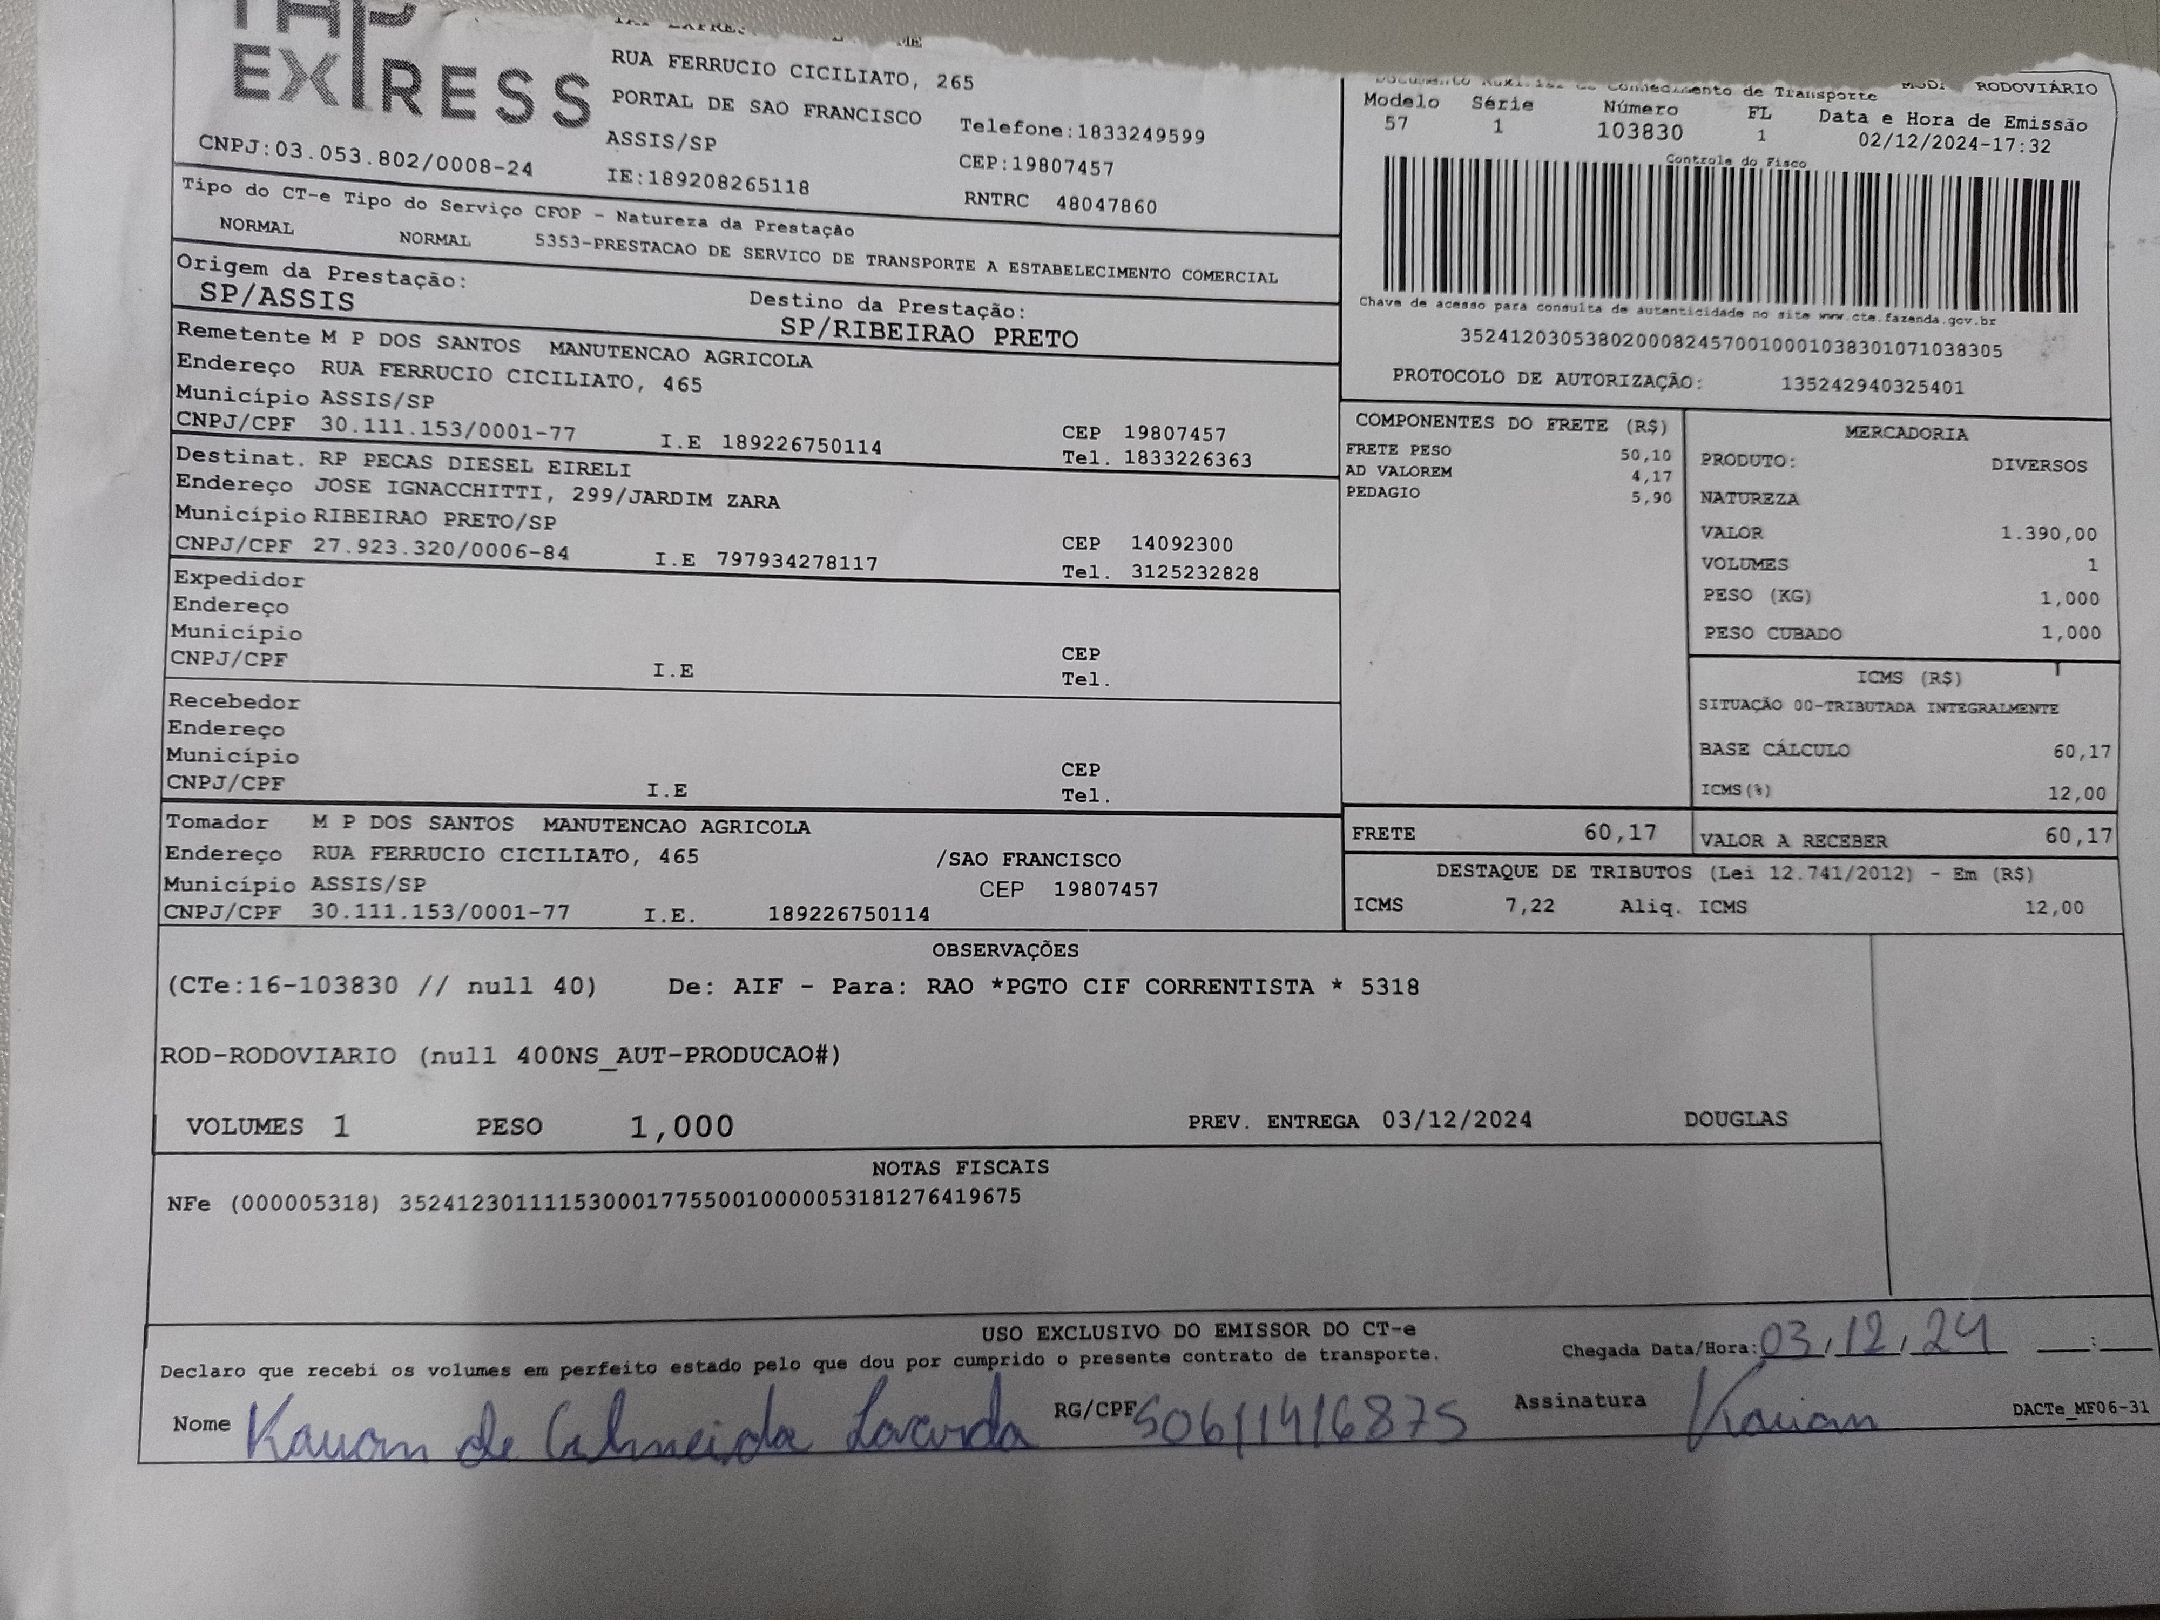 TAP
EXPRESS
RUA FERRUCIO CICILIATO, 265
PORTAL DE SAO FRANCISCO
Telefone:1833249599
ASSIS/SP
CEP:19807457
CNPJ:03.053.802/0008-24
IE:189208265118
RNTRC 48047860
Documento Auxiliar do Conhecimento de Transporte
RODOVIÁRIO
Modelo Série Número FL Data e Hora de Emissão
57 1 103830 1 02/12/2024-17:32
Controle do Fisco
Chave de acesso para consulta de autenticidade no site www.cte.fazenda.gov.br
35241203053802000824570010001038301071038305
PROTOCOLO DE AUTORIZAÇÃO: 135242940325401
Tipo do CT-e Tipo do Serviço CFOP - Natureza da Prestação
NORMAL NORMAL 5353-PRESTACAO DE SERVICO DE TRANSPORTE A ESTABELECIMENTO COMERCIAL
Origem da Prestação: Destino da Prestação:
SP/ASSIS SP/RIBEIRAO PRETO
Remetente M P DOS SANTOS MANUTENCAO AGRICOLA
Endereço RUA FERRUCIO CICILIATO, 465
Município ASSIS/SP CEP 19807457
CNPJ/CPF 30.111.153/0001-77 I.E 189226750114 Tel. 1833226363
Destinat. RP PECAS DIESEL EIRELI
Endereço JOSE IGNACCHITTI, 299/JARDIM ZARA
Município RIBEIRAO PRETO/SP CEP 14092300
CNPJ/CPF 27.923.320/0006-84 I.E 797934278117 Tel. 3125232828
Expedidor
Endereço
Município CEP
CNPJ/CPF I.E Tel.
Recebedor
Endereço
Município CEP
CNPJ/CPF I.E Tel.
Tomador M P DOS SANTOS MANUTENCAO AGRICOLA
Endereço RUA FERRUCIO CICILIATO, 465 /SAO FRANCISCO
Município ASSIS/SP CEP 19807457
CNPJ/CPF 30.111.153/0001-77 I.E. 189226750114
COMPONENTES DO FRETE (R$)
FRETE PESO 50,10
AD VALOREM 4,17
PEDAGIO 5,90
MERCADORIA
PRODUTO: DIVERSOS
NATUREZA
VALOR 1.390,00
VOLUMES 1
PESO (KG) 1,000
PESO CUBADO 1,000
ICMS (R$)
SITUAÇÃO 00-TRIBUTADA INTEGRALMENTE
BASE CÁLCULO 60,17
ICMS(%) 12,00
FRETE 60,17 VALOR A RECEBER 60,17
DESTAQUE DE TRIBUTOS (Lei 12.741/2012) - Em (R$)
ICMS 7,22 Aliq. ICMS 12,00
OBSERVAÇÕES
(CTe:16-103830 // null 40) De: AIF - Para: RAO *PGTO CIF CORRENTISTA * 5318
ROD-RODOVIARIO (null 400NS_AUT-PRODUCAO#)
VOLUMES 1 PESO 1,000 PREV. ENTREGA 03/12/2024 DOUGLAS
NOTAS FISCAIS
NFe (000005318) 35241230111153000177550010000053181276419675
USO EXCLUSIVO DO EMISSOR DO CT-e
Declaro que recebi os volumes em perfeito estado pelo que dou por cumprido o presente contrato de transporte. Chegada Data/Hora: 03/12/24 __:__
Nome Kauan de Almeida Lacerda RG/CPF Assinatura Kauan DACTe_MF06-31